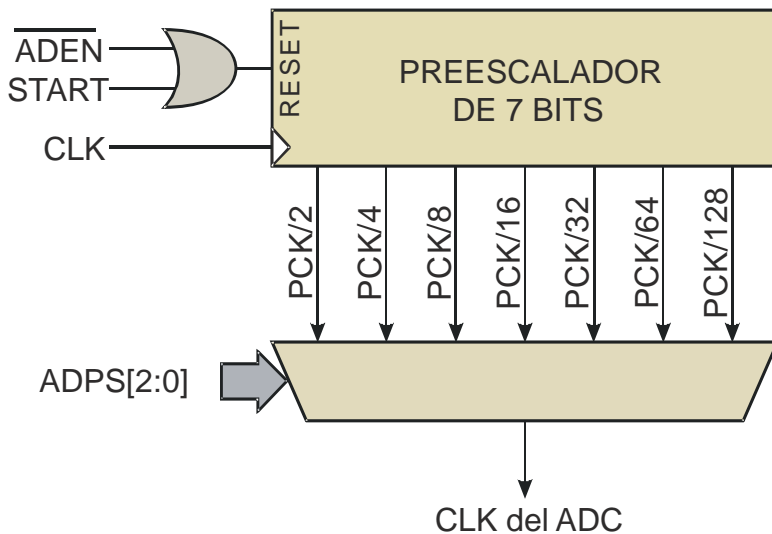 ADEN
START
CLK
RESET
PREESCALADOR
DE 7 BITS
PCK/2
PCK/4
PCK/8
PCK/16
PCK/32
PCK/64
PCK/128
ADPS[2:0]
CLK del ADC